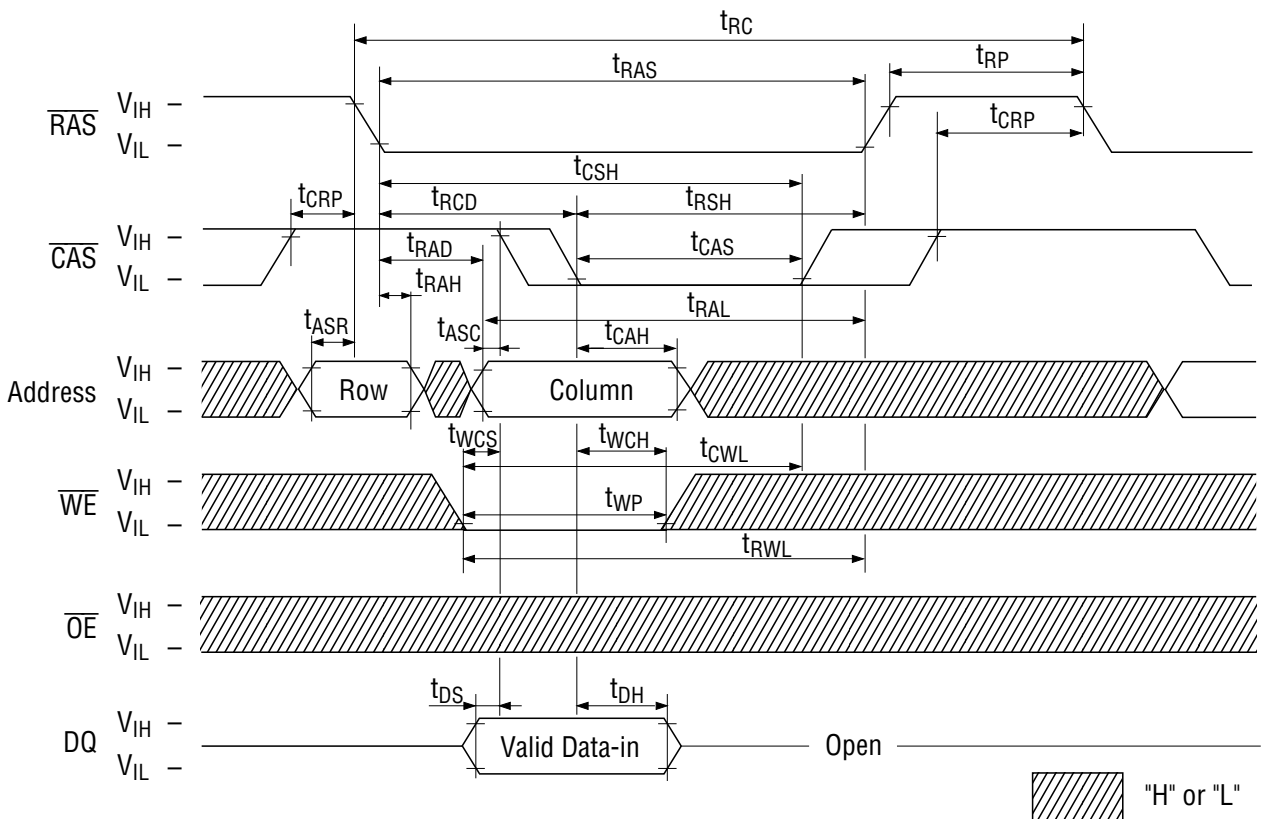 tRC
tRAS
tRP
RAS
VIH –
VIL –
tCRP
tCSH
tCRP
tRCD
tRSH
CAS
VIH –
VIL –
tRAD
tCAS
tRAH
tRAL
tASR
tASC
tCAH
Address
VIH –
VIL –
Row
Column
tWCS
tWCH
tCWL
WE
VIH –
VIL –
tWP
tRWL
OE
VIH –
VIL –
tDS
tDH
DQ
VIH –
VIL –
Valid Data-in
Open
"H" or "L"